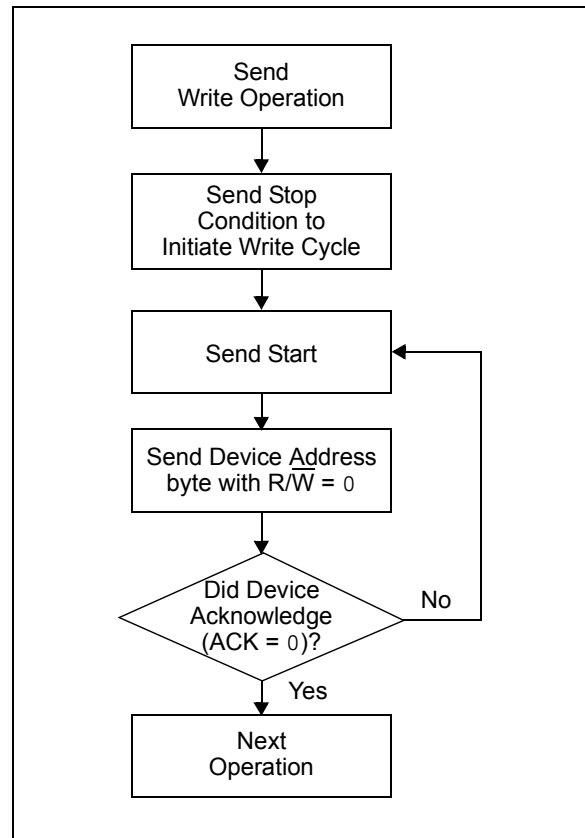 Send
Write Operation
Send Stop
Condition to
Initiate Write Cycle
Send Start
Send Device Address
byte with R/W̅ = 0
Did Device
Acknowledge
(ACK = 0)?
No
Yes
Next
Operation